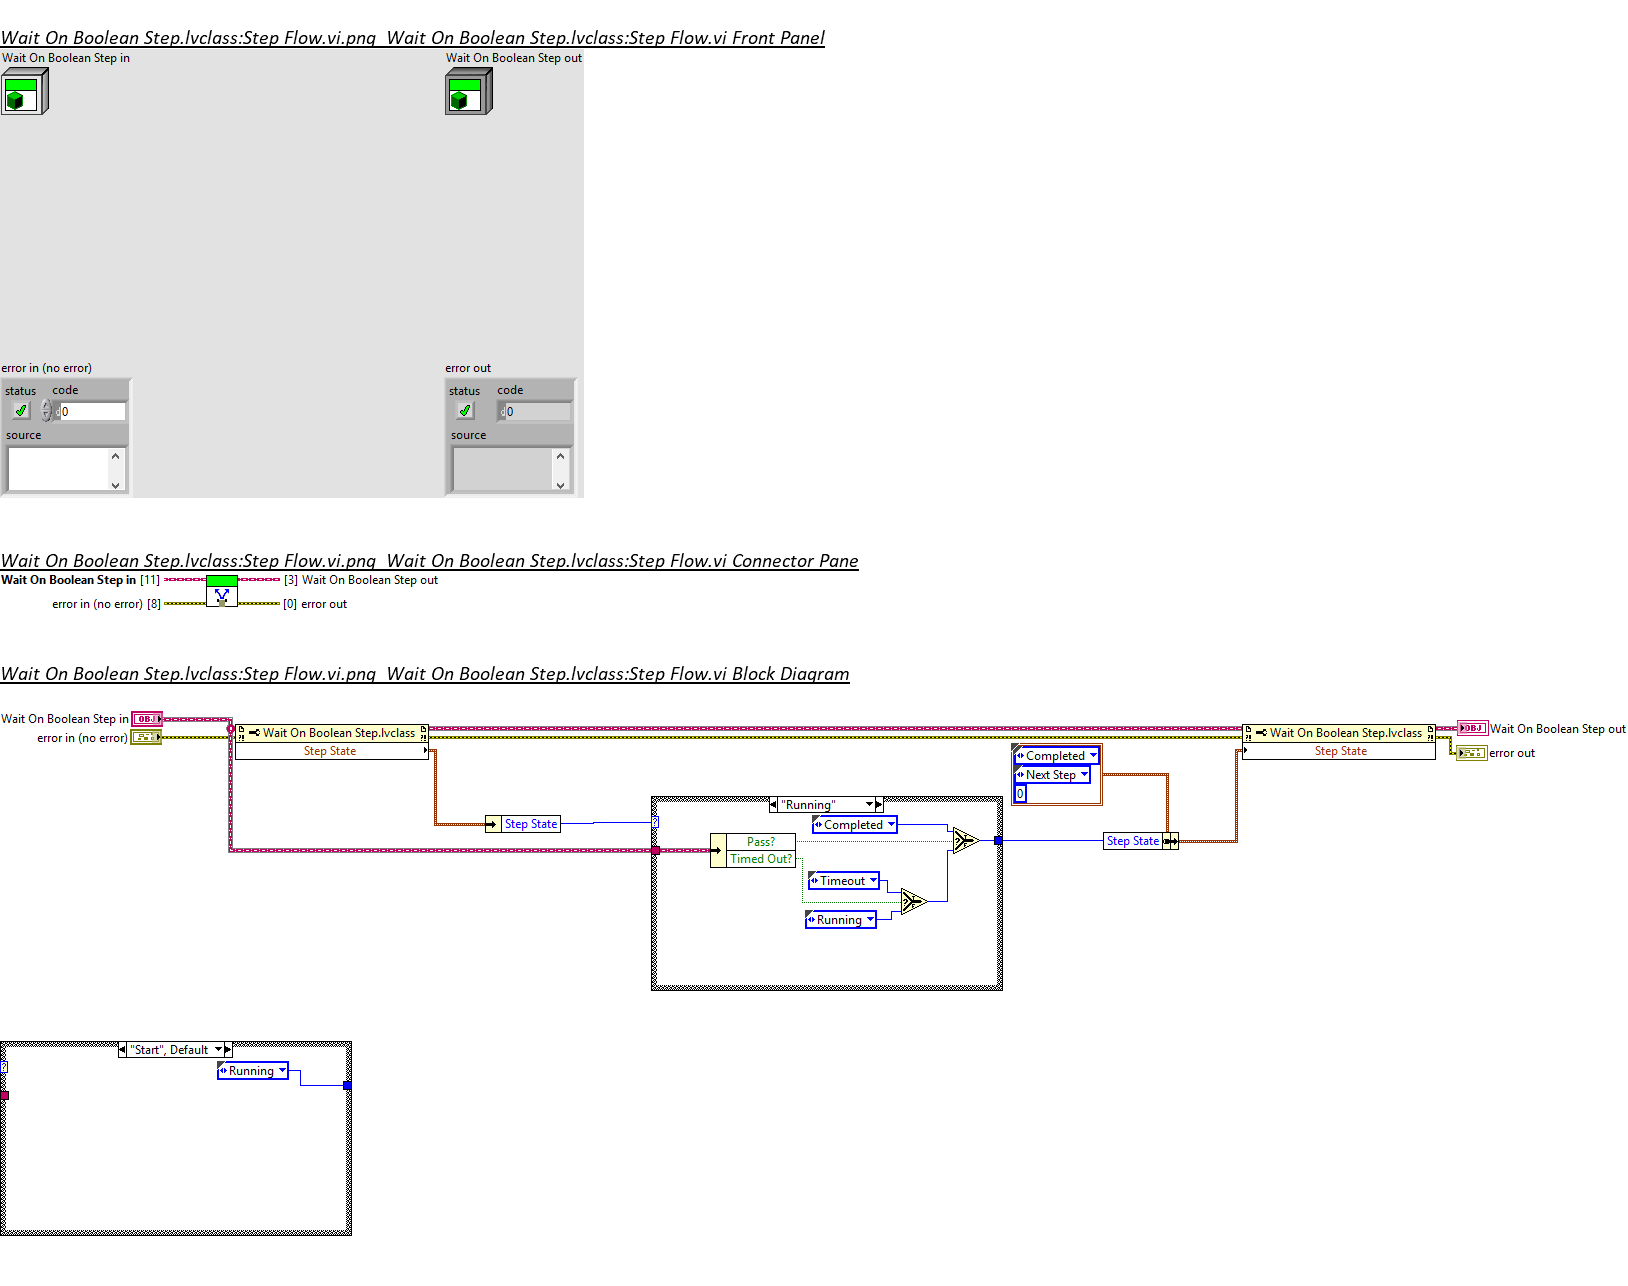 Wait On Boolean Step.lvclass:Step Flow.vi.png  Wait On Boolean Step.lvclass:Step Flow.vi Front Panel
Wait On Boolean Step in
Wait On Boolean Step out
error in (no error)
error out
status
code
status
code
d
0
d
0
source
source
Wait On Boolean Step.lvclass:Step Flow.vi.png  Wait On Boolean Step.lvclass:Step Flow.vi Connector Pane
Wait On Boolean Step in [11]
[3] Wait On Boolean Step out
error in (no error) [8]
[0] error out
Wait On Boolean Step.lvclass:Step Flow.vi.png  Wait On Boolean Step.lvclass:Step Flow.vi Block Diagram
Wait On Boolean Step in
OBJ
error in (no error)
Wait On Boolean Step.lvclass
Step State
Wait On Boolean Step.lvclass
Step State
OBJ
Wait On Boolean Step out
error out
Completed
Next Step
0
"Running"
Step State
?
Completed
Pass?
Timed Out?
Timeout
Running
? T F
? T F
Step State
"Start", Default
?
Running